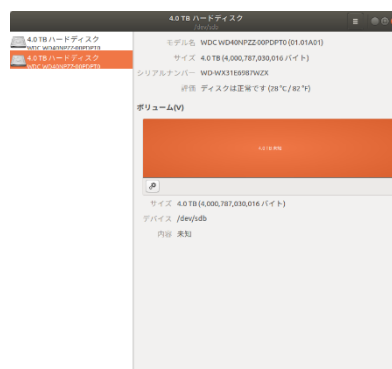 4.0 TB ハードディスク
/dev/sdb
4.0 TB ハードディスク
WDC WD40NPZZ-00PDPT0
4.0 TB ハードディスク
WDC WD40NPZZ-00PDPT0
モデル名 WDC WD40NPZZ-00PDPT0 (01.01A01)
サイズ 4.0 TB (4,000,787,030,016 バイト)
シリアルナンバー WD-WX31E6987WZX
評価 ディスクは正常です (28 °C / 82 °F)
ボリューム(V)
4.0 TB 未知
サイズ 4.0 TB (4,000,787,030,016 バイト)
デバイス /dev/sdb
内容 未知